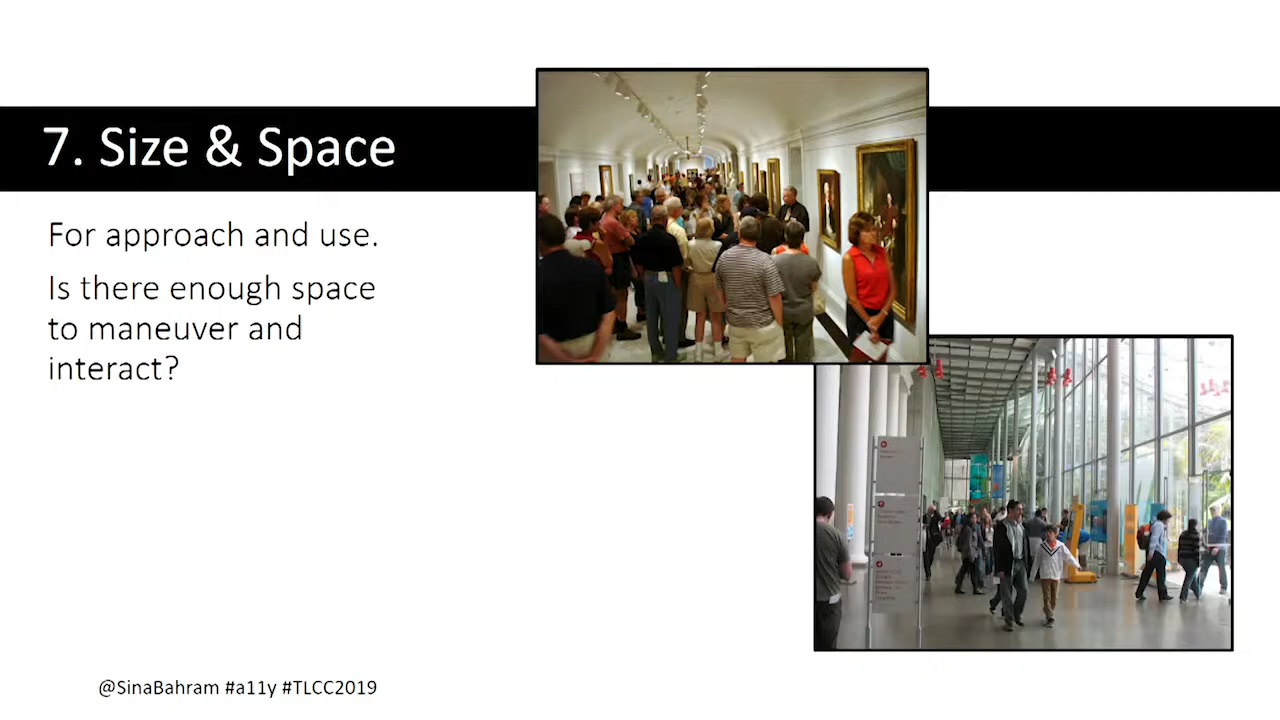 7. Size & Space
For approach and use.
Is there enough space
to maneuver and
interact?
@SinaBahram #a11y #TLCC2019